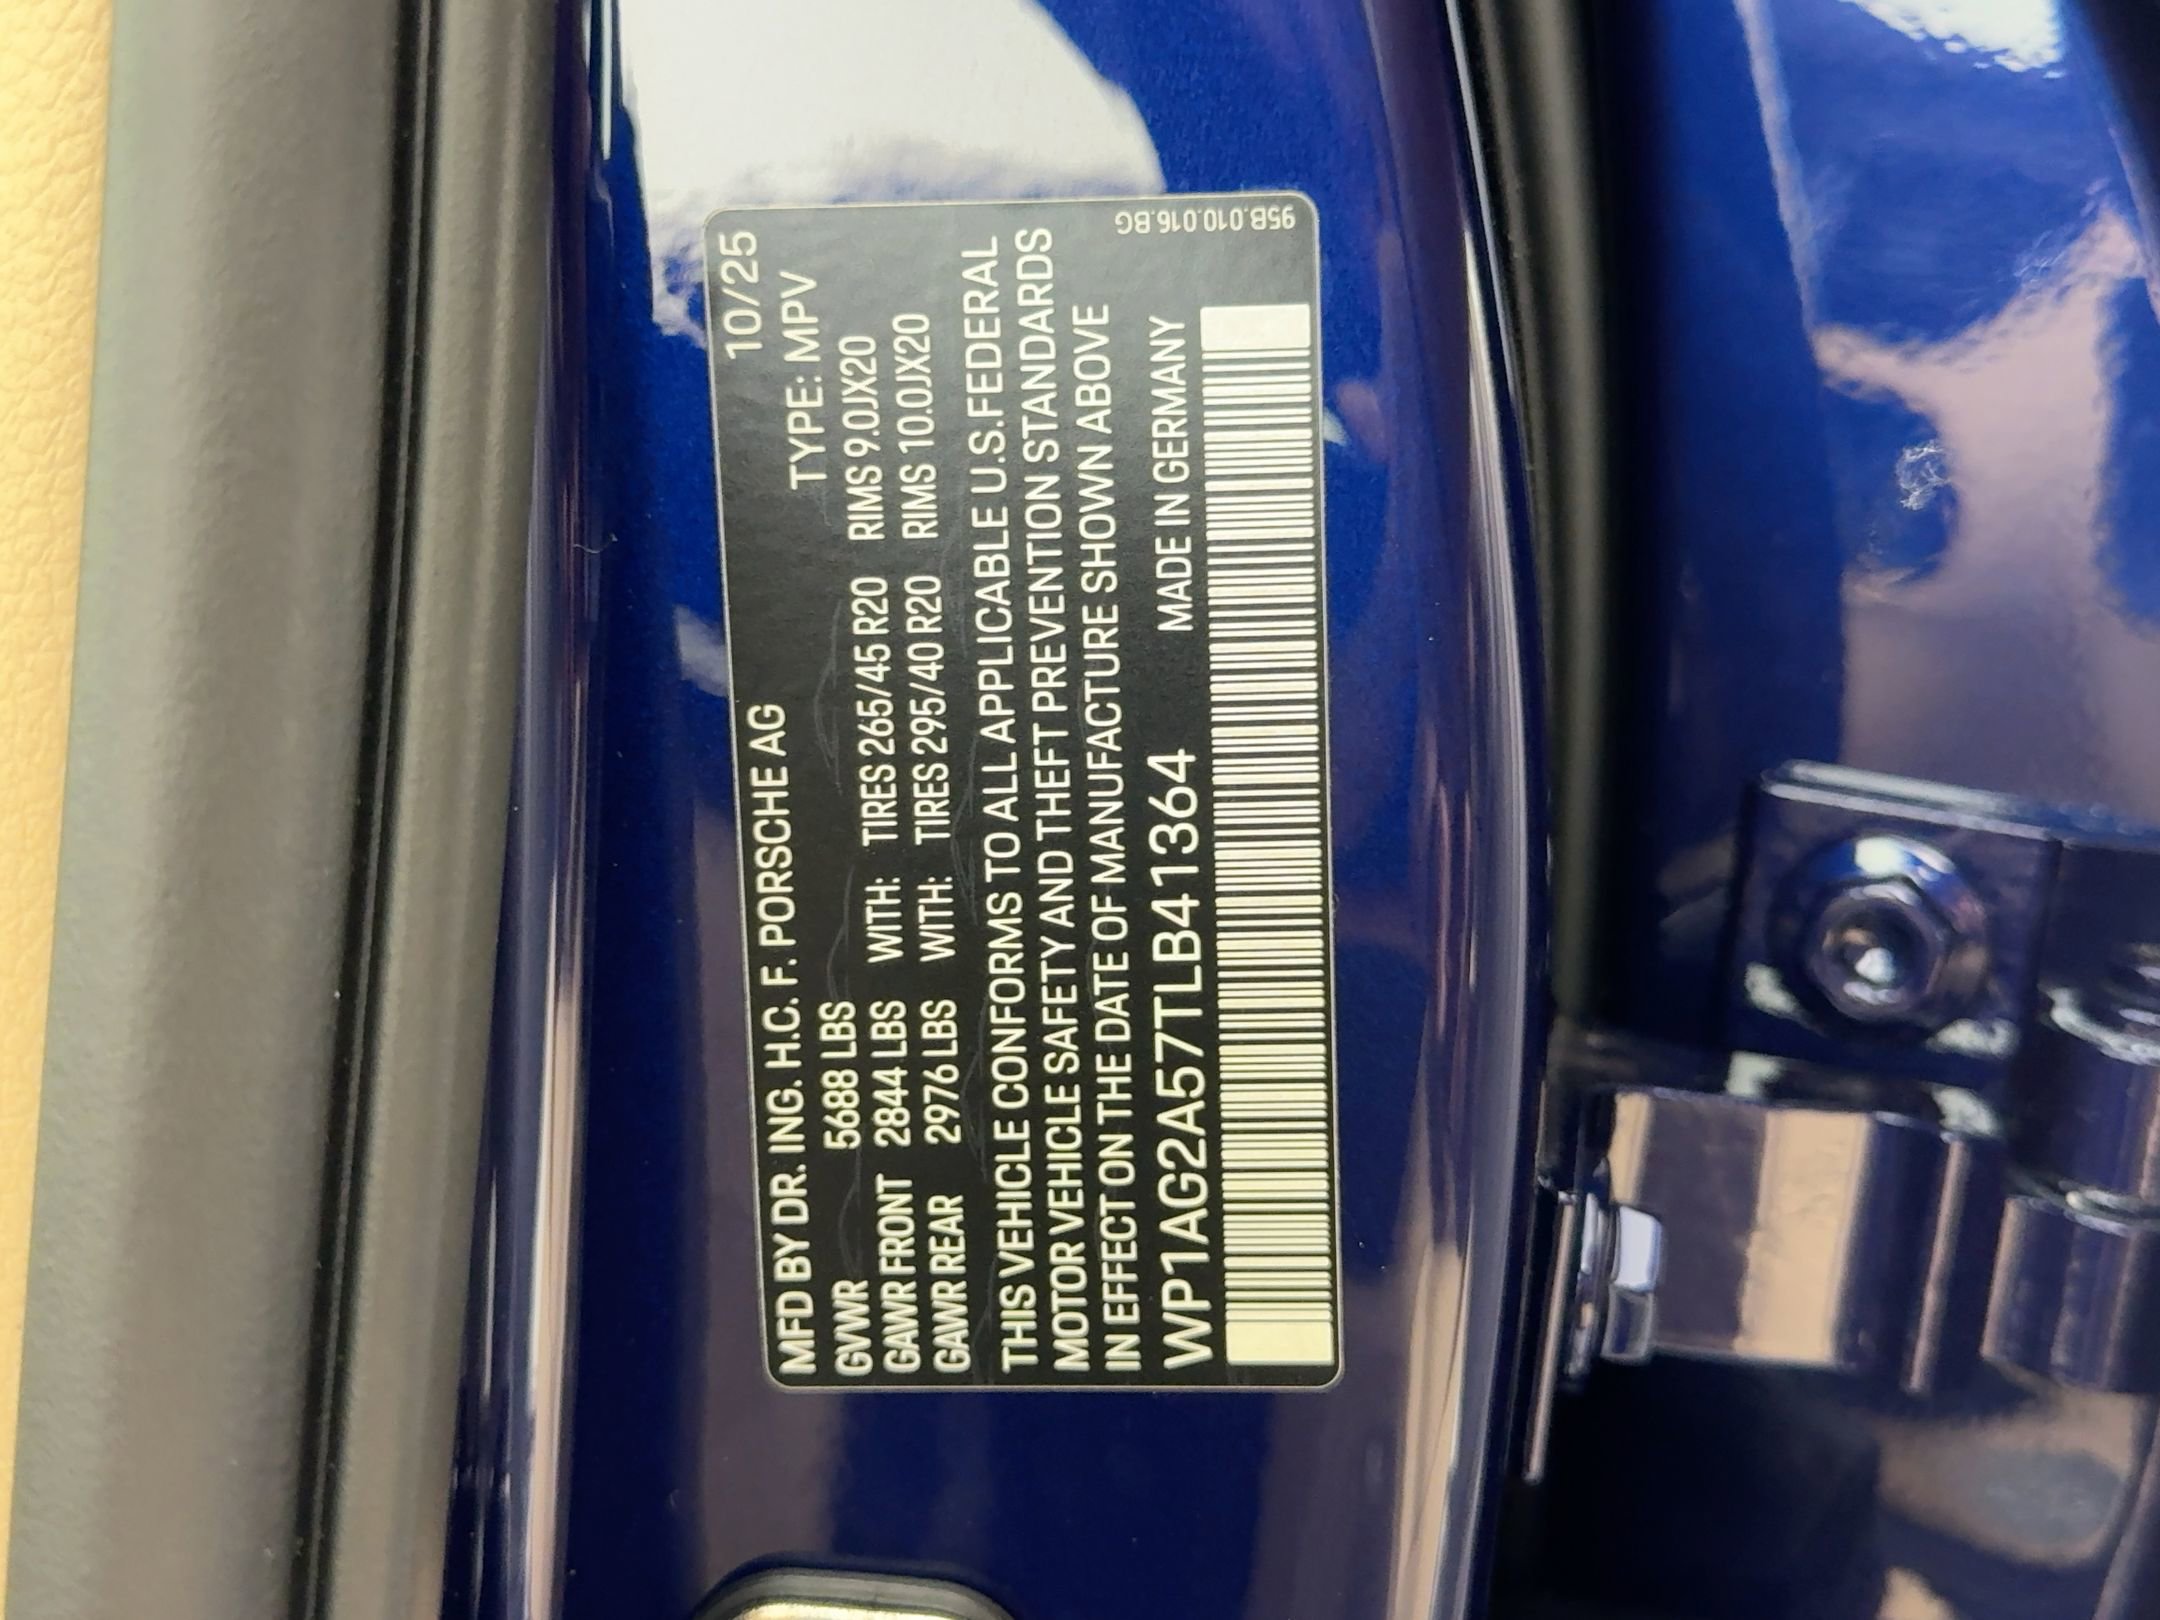 MFD BY DR. ING. H.C. F. PORSCHE AG 10/25
TYPE: MPV
GVWR 5688 LBS
GAWR FRONT 2844 LBS WITH: TIRES 265/45 R20 RIMS 9.0JX20
GAWR REAR 2976 LBS WITH: TIRES 295/40 R20 RIMS 10.0JX20
THIS VEHICLE CONFORMS TO ALL APPLICABLE U.S.FEDERAL
MOTOR VEHICLE SAFETY AND THEFT PREVENTION STANDARDS
IN EFFECT ON THE DATE OF MANUFACTURE SHOWN ABOVE
WP1AG2A57TLB41364 MADE IN GERMANY
95B.010.016.BG